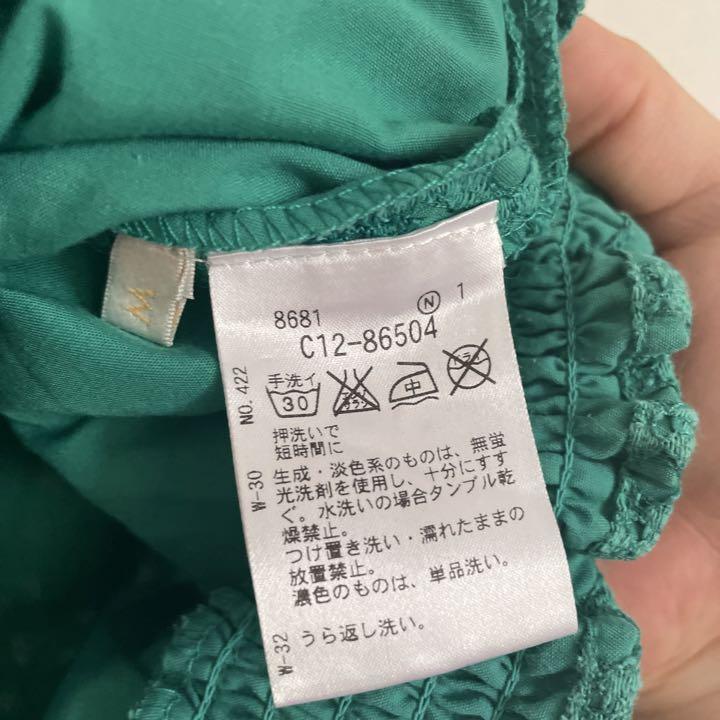 8681 Ⓝ 1
C12-86504
手洗イ
30
中
押洗いで
短時間に
生成・淡色系のものは、無蛍
光洗剤を使用し、十分にすす
ぐ。水洗いの場合タンブル乾
燥禁止。
つけ置き洗い・濡れたままの
放置禁止。
濃色のものは、単品洗い。
うら返し洗い。
NO. 422
W-30
W-32
M